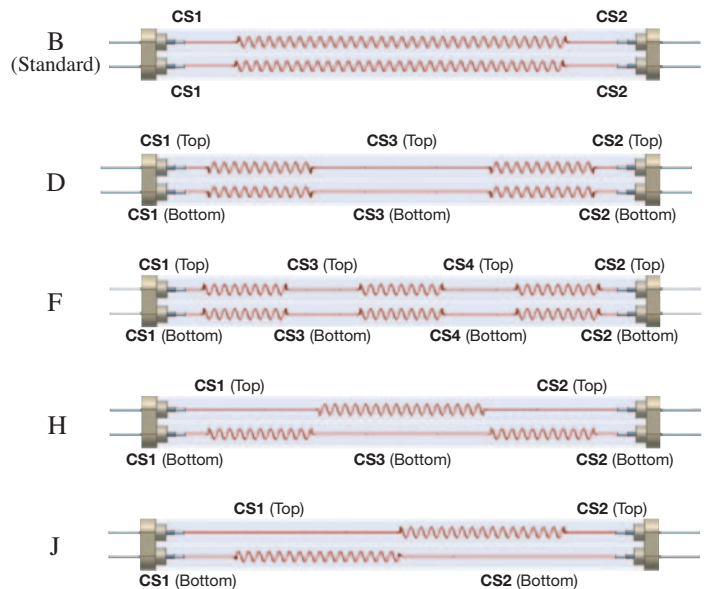 CS1 CS2
B
(Standard)
CS1 CS2
CS1 (Top) CS3 (Top) CS2 (Top)
D
CS1 (Bottom) CS3 (Bottom) CS2 (Bottom)
CS1 (Top) CS3 (Top) CS4 (Top) CS2 (Top)
F
CS1 (Bottom) CS3 (Bottom) CS4 (Bottom) CS2 (Bottom)
CS1 (Top) CS2 (Top)
H
CS1 (Bottom) CS3 (Bottom) CS2 (Bottom)
CS1 (Top) CS2 (Top)
J
CS1 (Bottom) CS2 (Bottom)